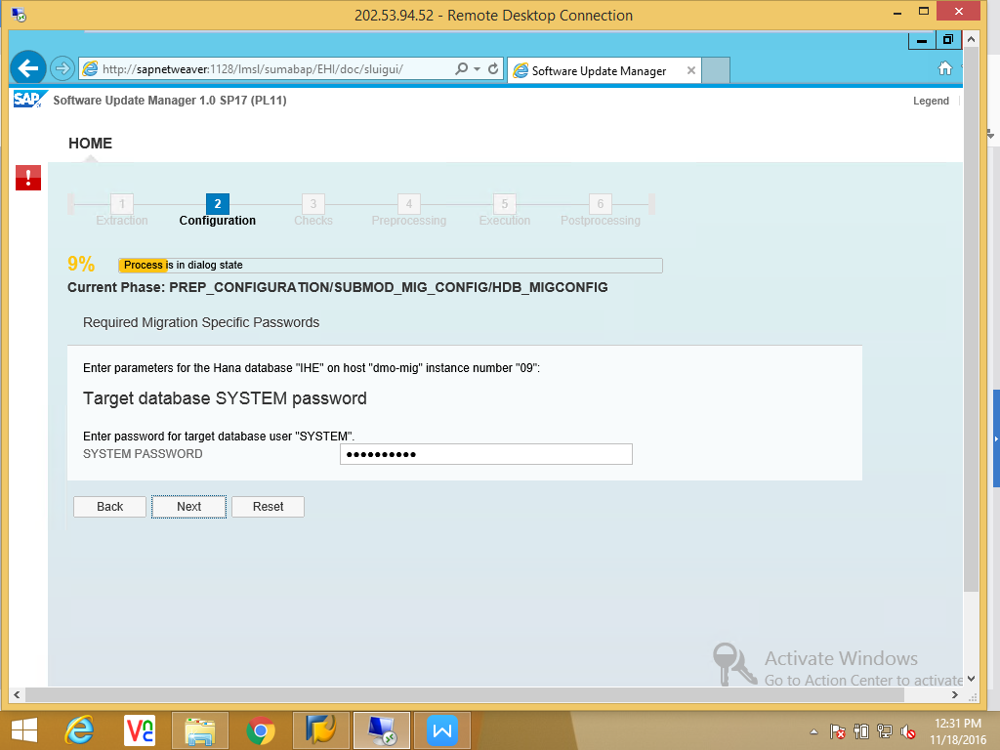 202.53.94.52 - Remote Desktop Connection
http://sapnetweaver:1128/lmsl/sumabap/EHI/doc/sluigui/
Software Update Manager
SAP Software Update Manager 1.0 SP17 (PL11)
Legend
HOME
!
1 2 3 4 5 6
Extraction Configuration Checks Preprocessing Execution Postprocessing
9% Process is in dialog state
Current Phase: PREP_CONFIGURATION/SUBMOD_MIG_CONFIG/HDB_MIGCONFIG
Required Migration Specific Passwords
Enter parameters for the Hana database "IHE" on host "dmo-mig" instance number "09":
Target database SYSTEM password
Enter password for target database user "SYSTEM".
SYSTEM PASSWORD ●●●●●●●●●●
Back Next Reset
Activate Windows
Go to Action Center to activate
VNC
W
12:31 PM
11/18/2016